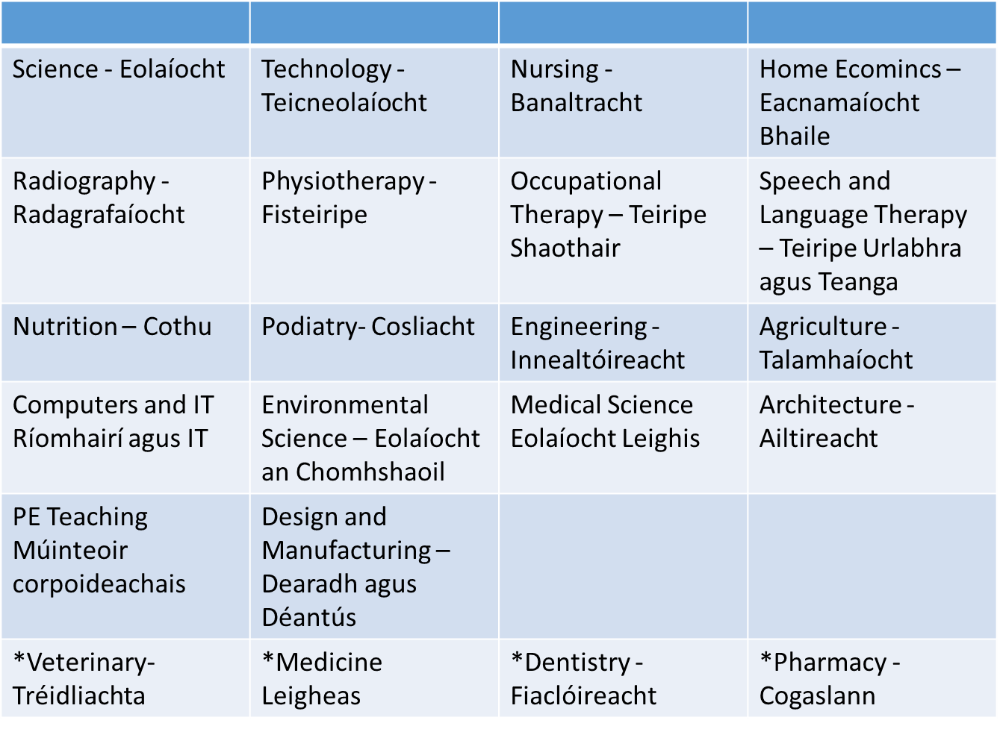 Science - Eolaíocht
Technology -
Teicneolaíocht
Nursing -
Banaltracht
Home Ecomincs –
Eacnamaíocht
Bhaile
Radiography -
Radagrafaíocht
Physiotherapy -
Fisteiripe
Occupational
Therapy – Teiripe
Shaothair
Speech and
Language Therapy
– Teiripe Urlabhra
agus Teanga
Nutrition – Cothu
Podiatry- Cosliacht
Engineering -
Innealtóireacht
Agriculture -
Talamhaíocht
Computers and IT
Ríomhairí agus IT
Environmental
Science – Eolaíocht
an Chomhshaoil
Medical Science
Eolaíocht Leighis
Architecture -
Ailtireacht
PE Teaching
Múinteoir
corpoideachais
Design and
Manufacturing –
Dearadh agus
Déantús
*Veterinary-
Tréidliachta
*Medicine
Leigheas
*Dentistry -
Fiaclóireacht
*Pharmacy -
Cogaslann